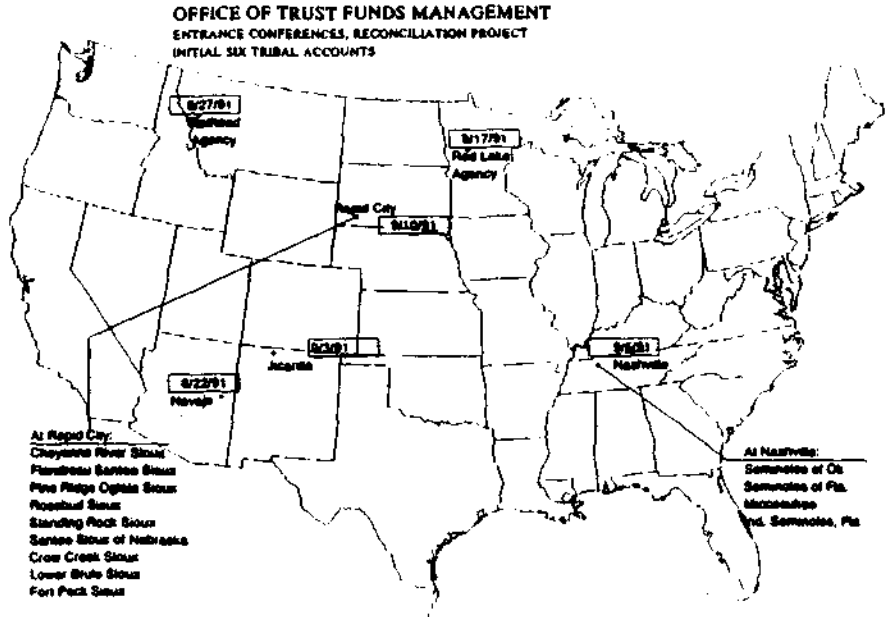 OFFICE OF TRUST FUNDS MANAGEMENT
ENTRANCE CONFERENCES, RECONCILIATION PROJECT
INITIAL SIX TRIBAL ACCOUNTS
8/27/91
Flathead
Agency
9/17/91
Red Lake
Agency
Rapid City
9/10/91
9/3/91
Jicarilla
9/5/91
Nashville
8/22/91
Navajo
At Rapid City:
Cheyenne River Sioux
Flandreau Santee Sioux
Pine Ridge Oglala Sioux
Rosebud Sioux
Standing Rock Sioux
Santee Sioux of Nebraska
Crow Creek Sioux
Lower Brule Sioux
Fort Peck Sioux
At Nashville:
Seminoles of Ok
Seminoles of Fla.
Miccosukee
Ind. Seminoles, Fla